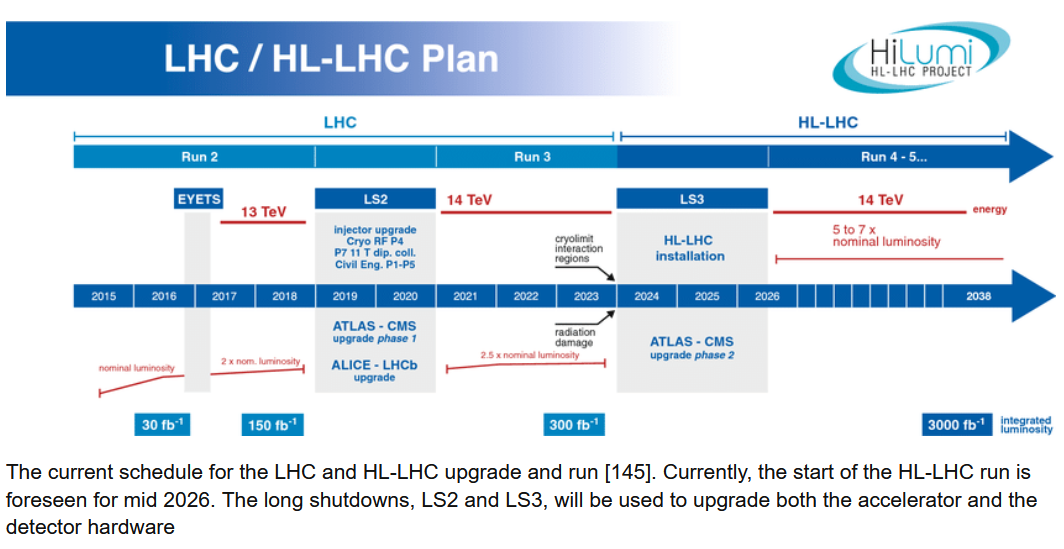 LHC / HL-LHC Plan
HiLumi
HL-LHC PROJECT
LHC
HL-LHC
Run 2
Run 3
Run 4 - 5...
EYETS
13 TeV
LS2
14 TeV
LS3
14 TeV
energy
injector upgrade
Cryo RF P4
P7 11 T dip. coll.
Civil Eng. P1-P5
cryolimit
interaction
regions
HL-LHC
installation
5 to 7 x
nominal luminosity
2015 2016 2017 2018 2019 2020 2021 2022 2023 2024 2025 2026 2038
ATLAS - CMS
upgrade phase 1
ALICE - LHCb
upgrade
radiation
damage
ATLAS - CMS
upgrade phase 2
nominal luminosity
2 x nom. luminosity
2.5 x nominal luminosity
30 fb⁻¹
150 fb⁻¹
300 fb⁻¹
3000 fb⁻¹
integrated
luminosity
The current schedule for the LHC and HL-LHC upgrade and run [145]. Currently, the start of the HL-LHC run is
foreseen for mid 2026. The long shutdowns, LS2 and LS3, will be used to upgrade both the accelerator and the
detector hardware